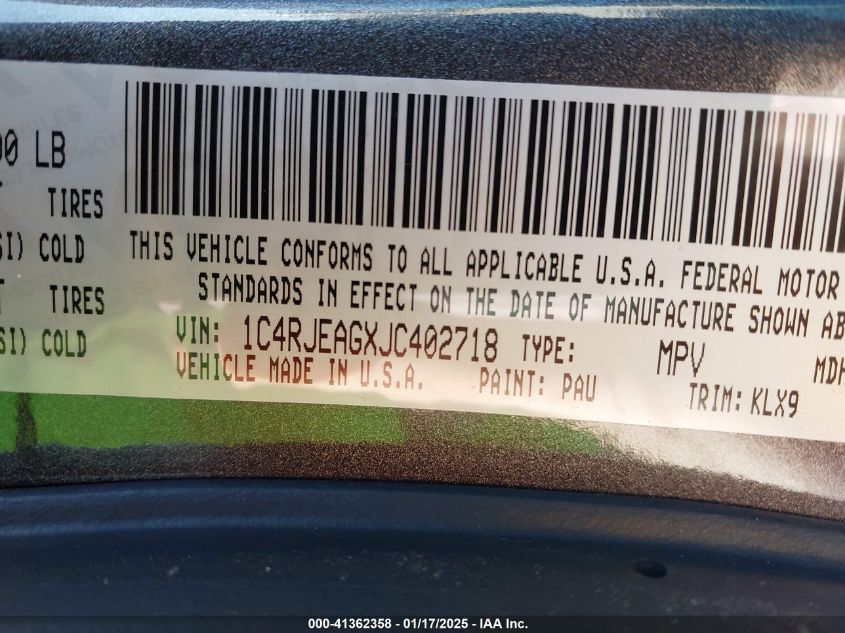 00 LB
TIRES
SI) COLD
TIRES
SI) COLD
THIS VEHICLE CONFORMS TO ALL APPLICABLE U.S.A. FEDERAL MOTOR
STANDARDS IN EFFECT ON THE DATE OF MANUFACTURE SHOWN AB
VIN: 1C4RJEAGXJC402718 TYPE: MPV MDH
VEHICLE MADE IN U.S.A. PAINT: PAU TRIM: KLX9
000-41362358 - 01/17/2025 - IAA Inc.